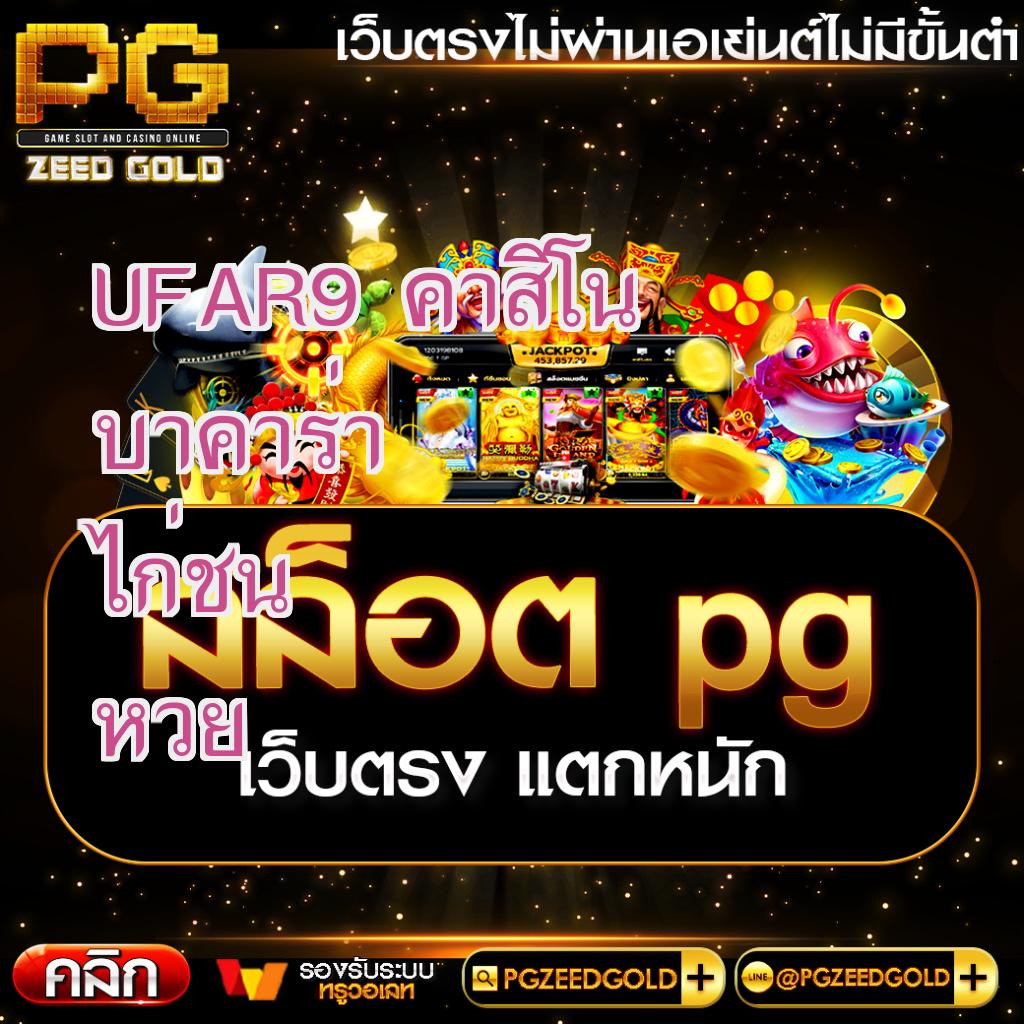 เว็บตรงไม่ผ่านเอเย่นต์ไม่มีขั้นต่ำ
PG
GAME SLOT AND CASINO ONLINE
ZEED GOLD
UFAR9 คาสิโน
บาคาร่า
ไก่ชน
หวย
JACKPOT
453,857.29
สล็อต pg
เว็บตรง แตกหนัก
คลิก
รองรับระบบ
ทรูวอเลท
PGZEEDGOLD +
LINE @PGZEEDGOLD +